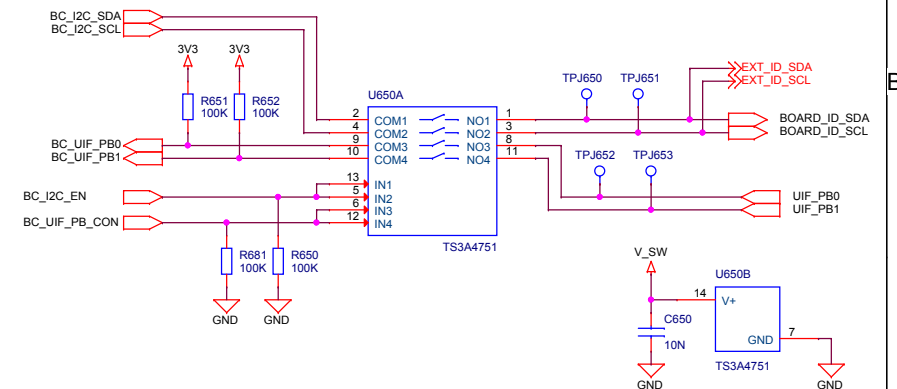 BC_I2C_SDA
BC_I2C_SCL
3V3
3V3
R651
100K
R652
100K
U650A
TPJ650
TPJ651
EXT_ID_SDA
EXT_ID_SCL
B
2
COM1
NO1
1
BOARD_ID_SDA
4
COM2
NO2
3
BOARD_ID_SCL
BC_UIF_PB0
9
COM3
NO3
8
BC_UIF_PB1
10
COM4
NO4
11
TPJ652
TPJ653
BC_I2C_EN
13
IN1
5
IN2
UIF_PB0
6
IN3
UIF_PB1
BC_UIF_PB_CON
12
IN4
TS3A4751
R681
100K
R650
100K
GND
GND
V_SW
U650B
14
V+
C650
10N
GND
7
TS3A4751
GND
GND